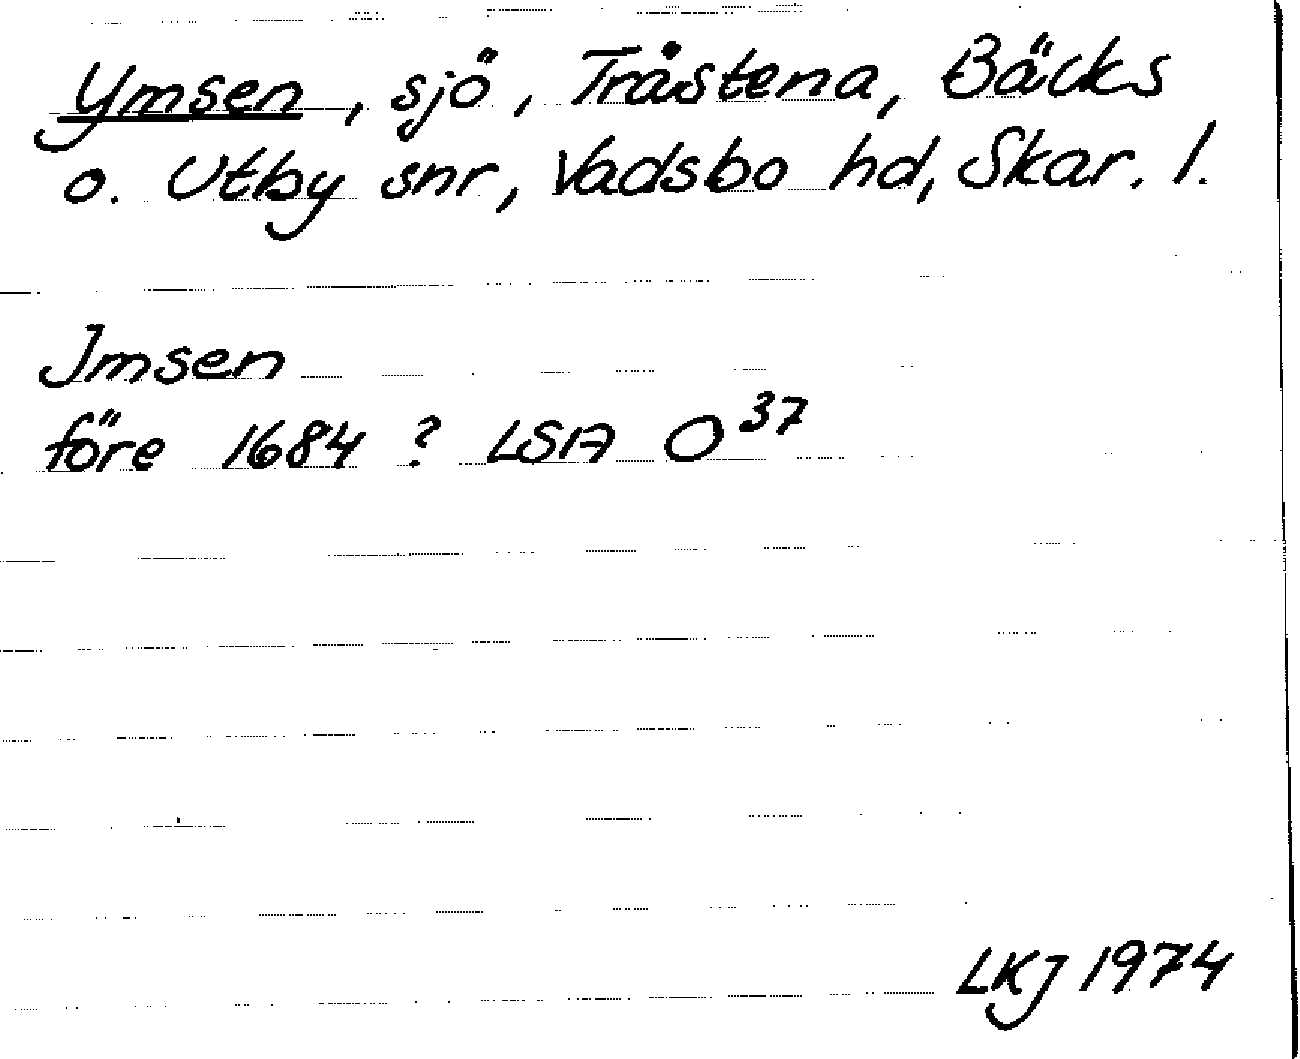 Ymsen, sjö, Tråstena, Bäcks
o. Utby snr, Vadsbo hd, Skar. l.
Jmsen
före 1684 ? LSA O³⁷
LKJ 1974